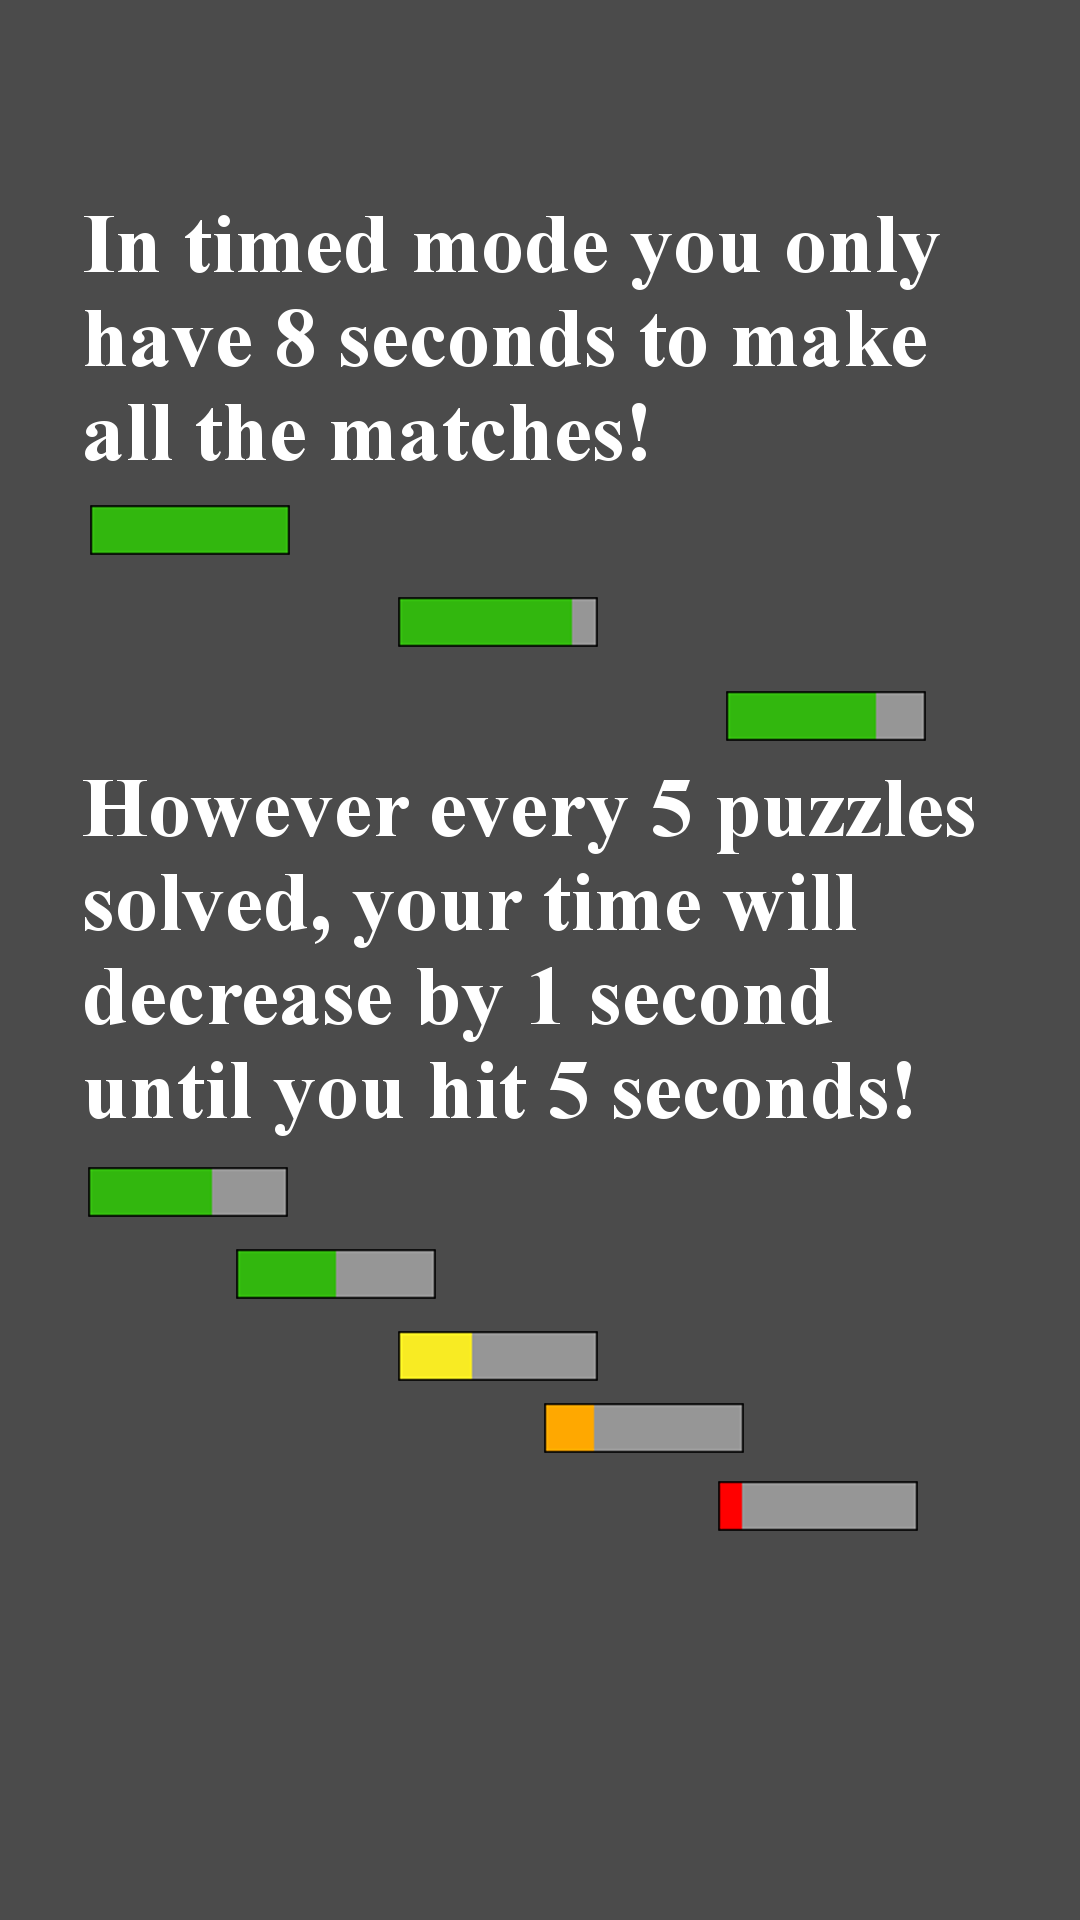 In timed mode you only
have 8 seconds to make
all the matches!
However every 5 puzzles
solved, your time will
decrease by 1 second
until you hit 5 seconds!